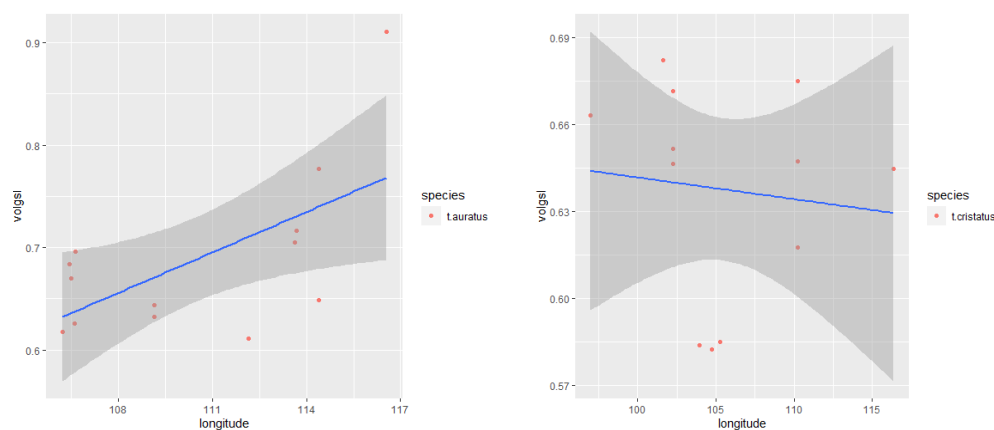 0.9
0.8
0.7
0.6
volgsl
108
111
114
117
longitude
species
t.auratus
0.69
0.66
0.63
0.60
0.57
volgsl
100
105
110
115
longitude
species
t.cristatus